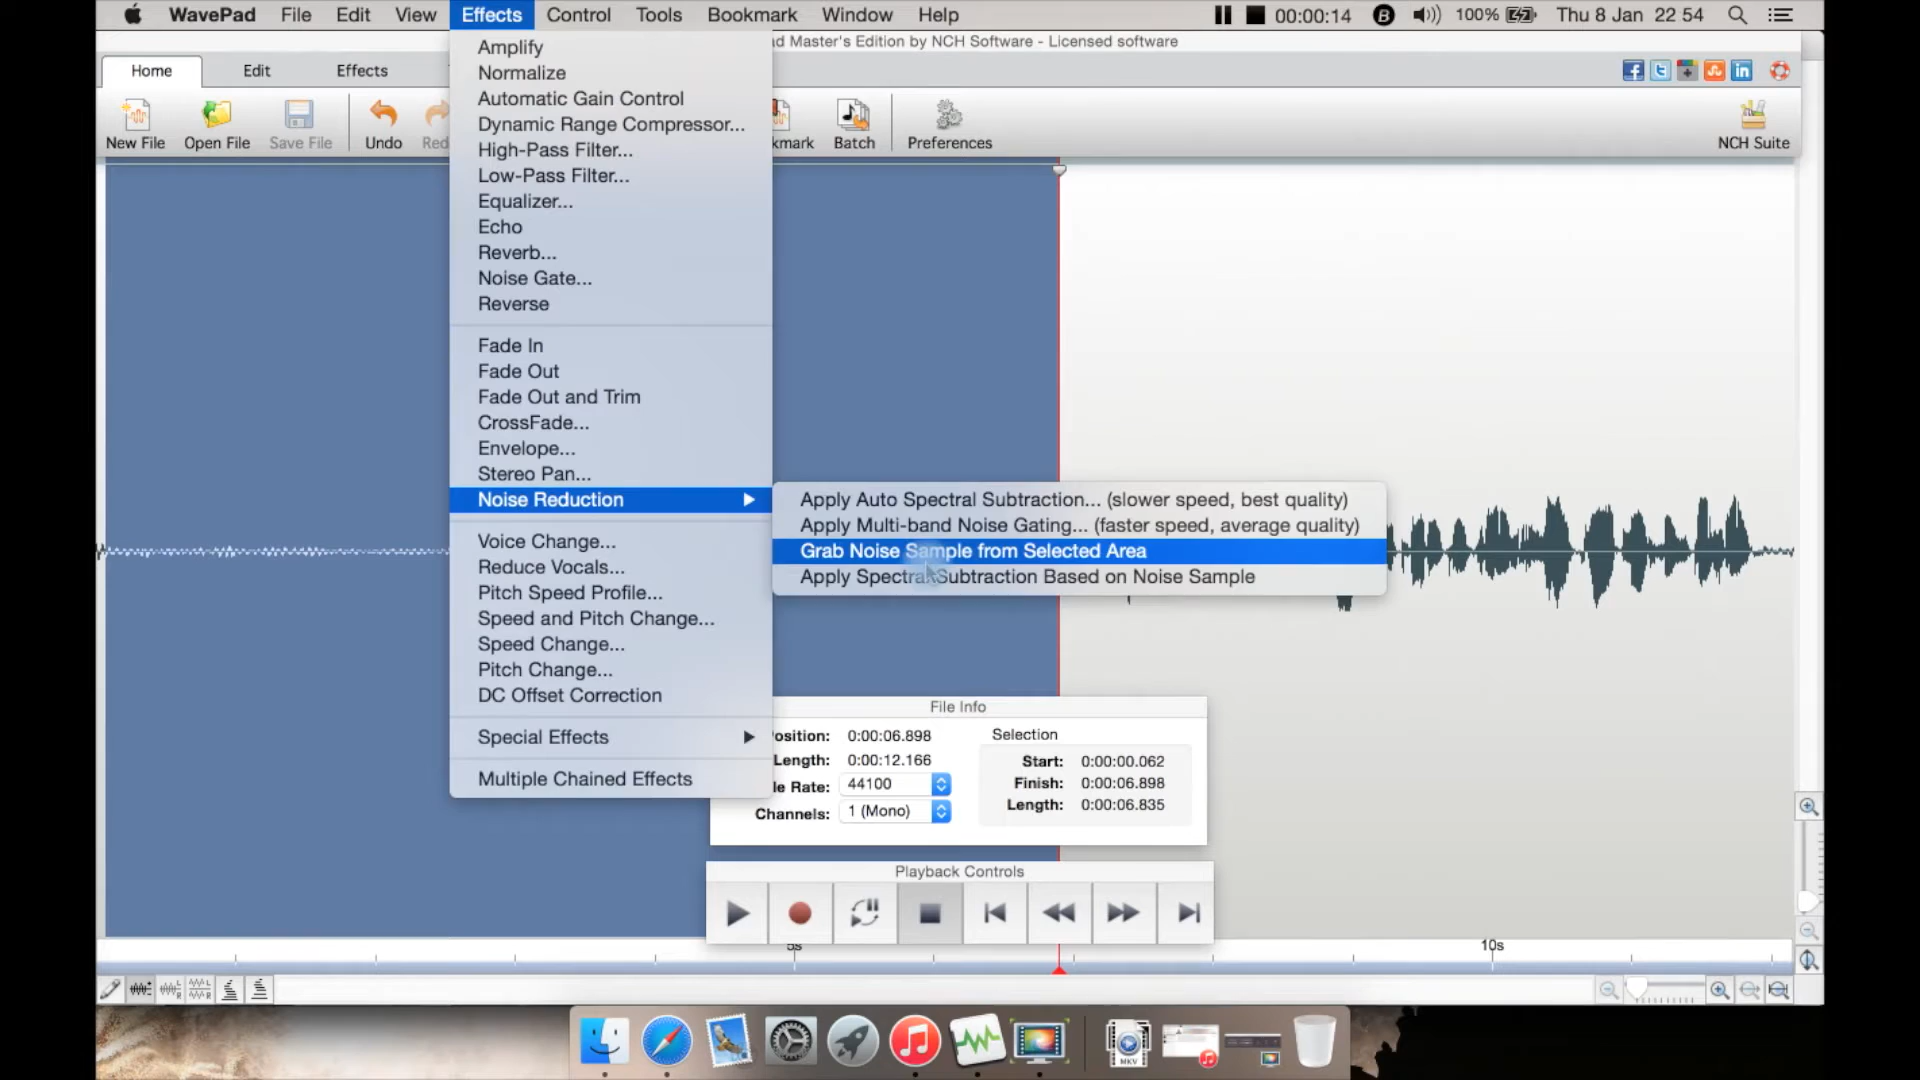 WavePad File Edit View Effects Control Tools Bookmark Window Help 00:00:14 100% Thu 8 Jan 22 54
Master's Edition by NCH Software - Licensed software
Home Edit Effects
New File Open File Save File Undo Batch Preferences NCH Suite
Amplify
Normalize
Automatic Gain Control
Dynamic Range Compressor...
High-Pass Filter...
Low-Pass Filter...
Equalizer...
Echo
Reverb...
Noise Gate...
Reverse
Fade In
Fade Out
Fade Out and Trim
CrossFade...
Envelope...
Stereo Pan...
Noise Reduction
Apply Auto Spectral Subtraction... (slower speed, best quality)
Apply Multi-band Noise Gating... (faster speed, average quality)
Grab Noise Sample from Selected Area
Apply Spectral Subtraction Based on Noise Sample
Voice Change...
Reduce Vocals...
Pitch Speed Profile...
Speed and Pitch Change...
Speed Change...
Pitch Change...
DC Offset Correction
Special Effects
Multiple Chained Effects
File Info
osition: 0:00:06.898
Length: 0:00:12.166
le Rate: 44100
Channels: 1 (Mono)
Selection
Start: 0:00:00.062
Finish: 0:00:06.898
Length: 0:00:06.835
Playback Controls
5s 10s
MKV